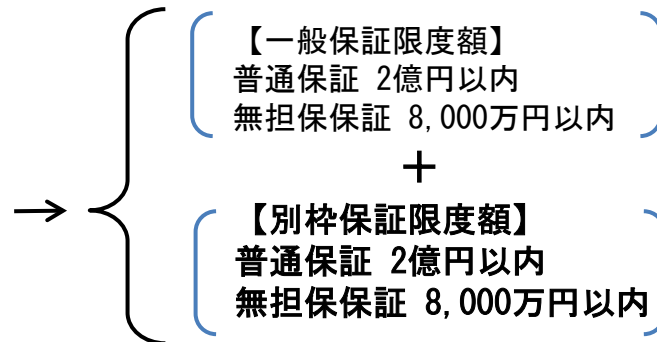 【一般保証限度額】
普通保証 2億円以内
無担保保証 8,000万円以内
＋
【別枠保証限度額】
普通保証 2億円以内
無担保保証 8,000万円以内